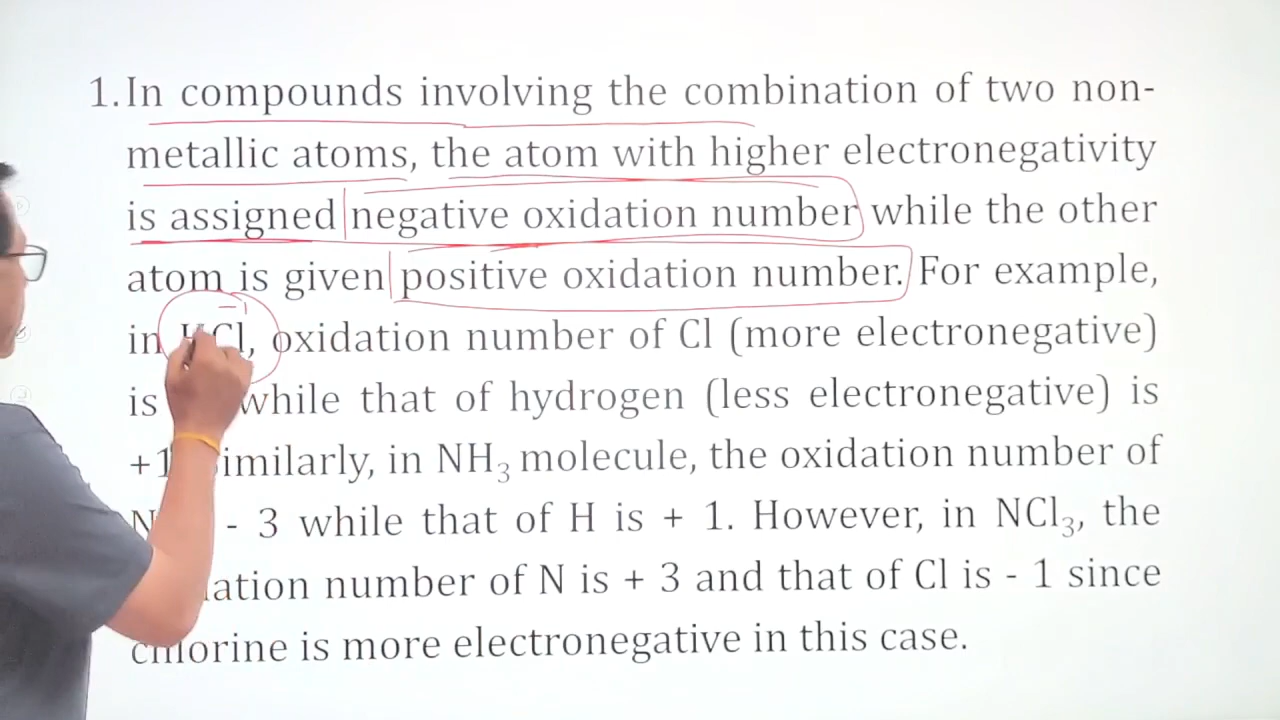 1. In compounds involving the combination of two non-
metallic atoms, the atom with higher electronegativity
is assigned negative oxidation number while the other
atom is given positive oxidation number. For example,
in Cl, oxidation number of Cl (more electronegative)
is while that of hydrogen (less electronegative) is
+1 imilarly, in NH₃ molecule, the oxidation number of
N - 3 while that of H is + 1. However, in NCl₃, the
ation number of N is + 3 and that of Cl is - 1 since
chlorine is more electronegative in this case.